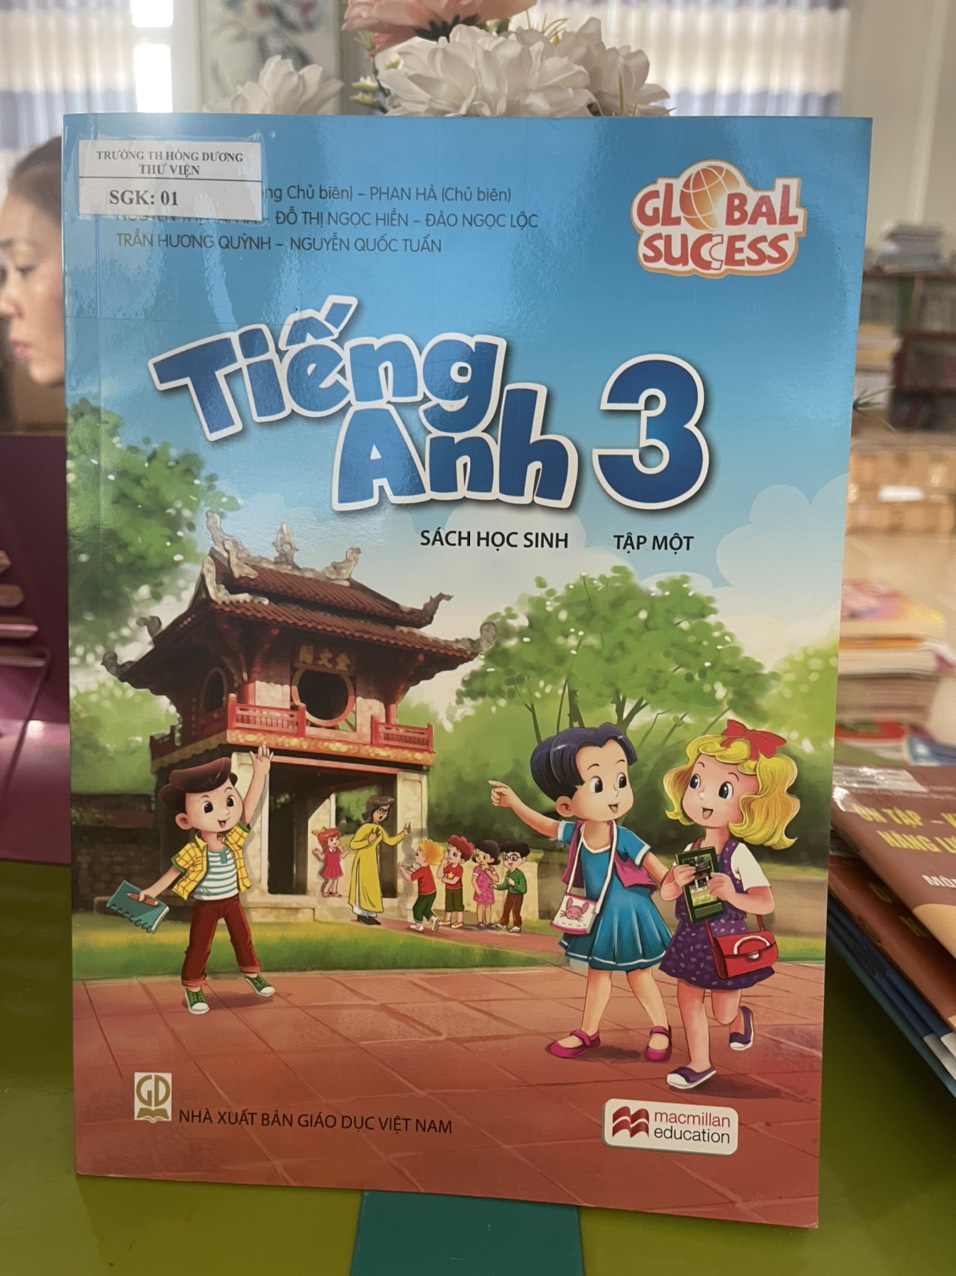 TRƯỜNG TH HỒNG DƯƠNG
THƯ VIỆN
SGK: 01
Chủ biên) – PHAN HÀ (Chủ biên)
ĐỖ THỊ NGỌC HIỀN – ĐÀO NGỌC LỘC
TRẦN HƯƠNG QUỲNH – NGUYỄN QUỐC TUẤN
GLOBAL
SUCCESS
Tiếng
Anh 3
SÁCH HỌC SINH TẬP MỘT
GD
NHÀ XUẤT BẢN GIÁO DỤC VIỆT NAM
macmillan
education